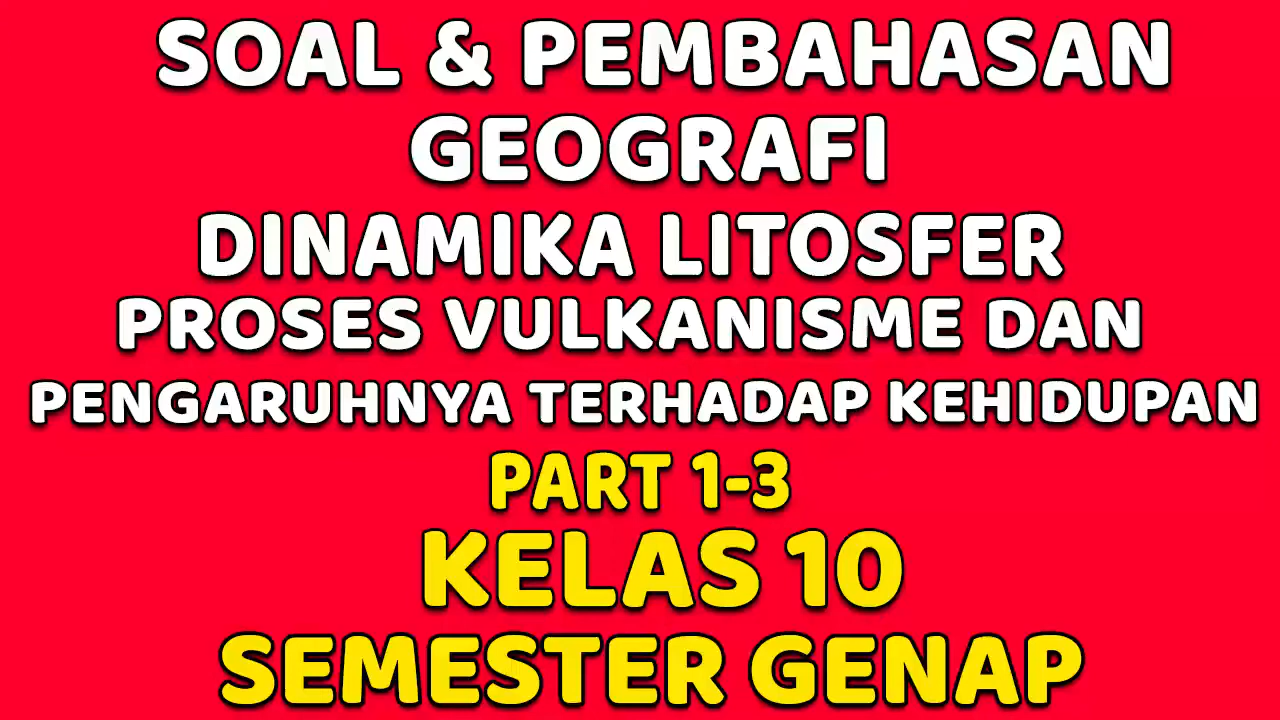 SOAL & PEMBAHASAN
GEOGRAFI
DINAMIKA LITOSFER
PROSES VULKANISME DAN
PENGARUHNYA TERHADAP KEHIDUPAN
PART 1-3
KELAS 10
SEMESTER GENAP